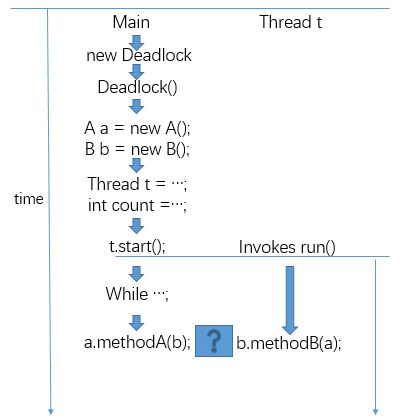 Main Thread t
new Deadlock
Deadlock()
A a = new A();
B b = new B();
Thread t = ···;
int count =···;
time
t.start(); Invokes run()
While ···;
a.methodA(b); ? b.methodB(a);